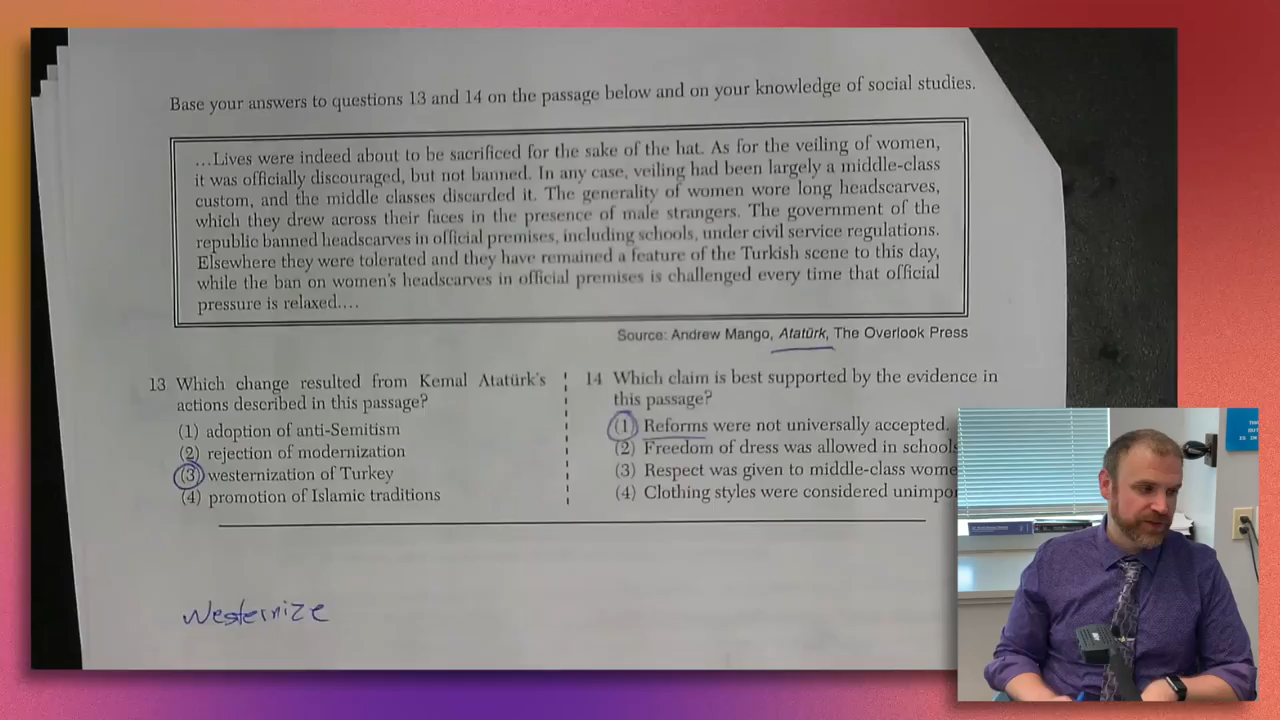 Base your answers to questions 13 and 14 on the passage below and on your knowledge of social studies.
...Lives were indeed about to be sacrificed for the sake of the hat. As for the veiling of women,
it was officially discouraged, but not banned. In any case, veiling had been largely a middle-class
custom, and the middle classes discarded it. The generality of women wore long headscarves,
which they drew across their faces in the presence of male strangers. The government of the
republic banned headscarves in official premises, including schools, under civil service regulations.
Elsewhere they were tolerated and they have remained a feature of the Turkish scene to this day,
while the ban on women's headscarves in official premises is challenged every time that official
pressure is relaxed....
Source: Andrew Mango, Atatürk, The Overlook Press
13 Which change resulted from Kemal Atatürk's
actions described in this passage?
(1) adoption of anti-Semitism
(2) rejection of modernization
(3) westernization of Turkey
(4) promotion of Islamic traditions
14 Which claim is best supported by the evidence in
this passage?
(1) Reforms were not universally accepted.
(2) Freedom of dress was allowed in schools
(3) Respect was given to middle-class
(4) Clothing styles were considered
Westernize